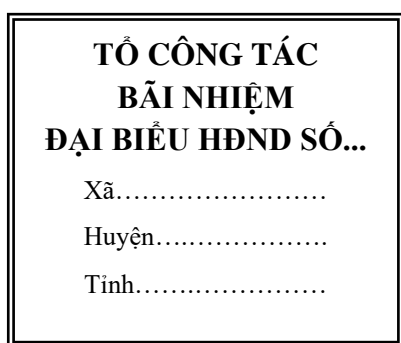 TỔ CÔNG TÁC
BÃI NHIỆM
ĐẠI BIỂU HĐND SỐ...
Xã……………………
Huyện….…………….
Tỉnh…….……………